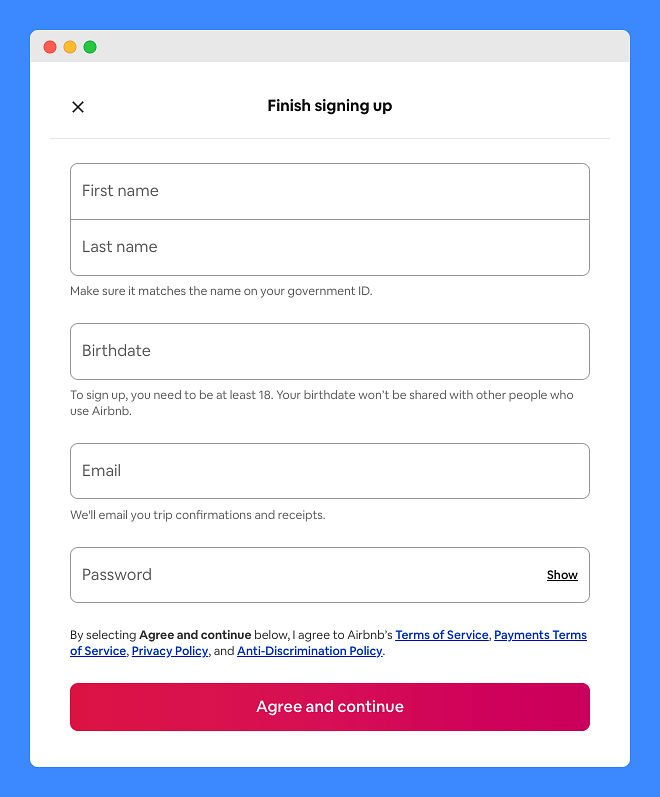 Finish signing up
First name
Last name
Make sure it matches the name on your government ID.
Birthdate
To sign up, you need to be at least 18. Your birthdate won't be shared with other people who
use Airbnb.
Email
We'll email you trip confirmations and receipts.
Password
Show
By selecting Agree and continue below, I agree to Airbnb's Terms of Service, Payments Terms
of Service, Privacy Policy, and Anti-Discrimination Policy.
Agree and continue